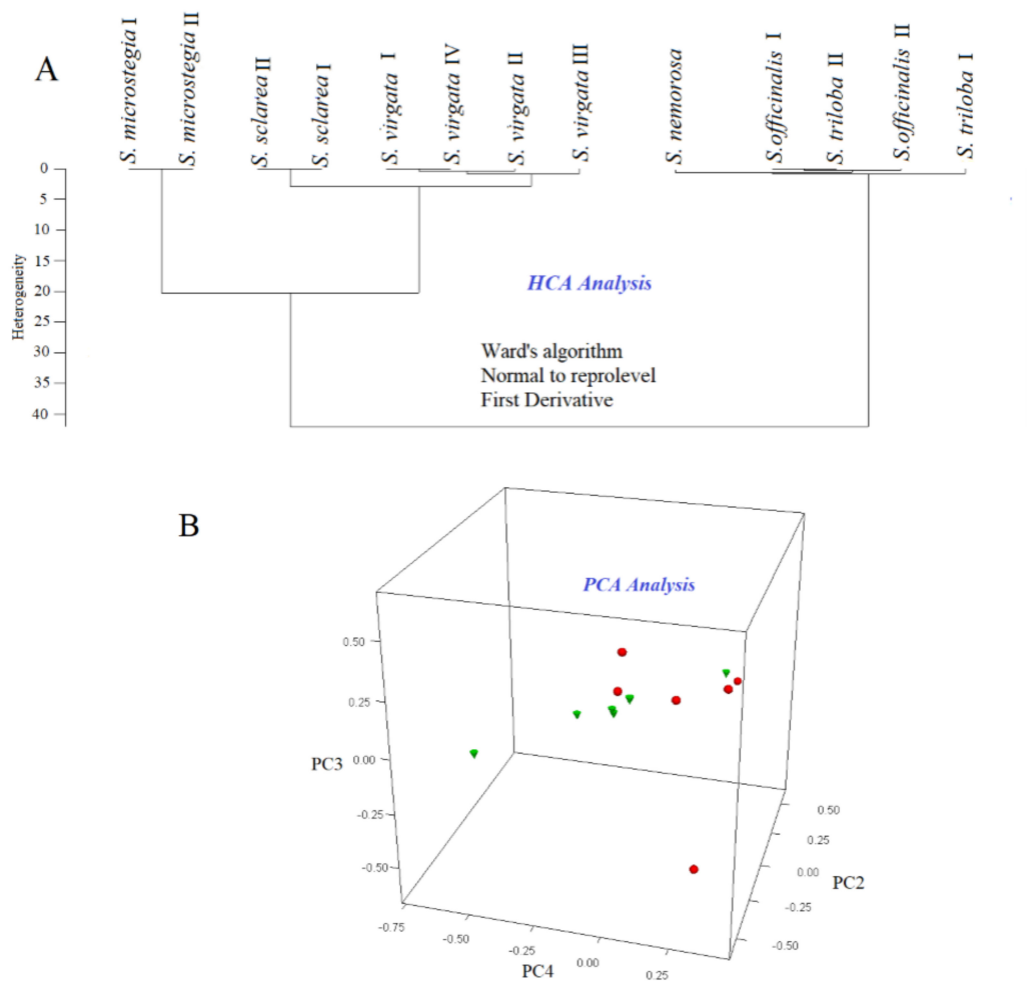 A
S. microstegia I
S. microstegia II
S. sclarea II
S. sclarea I
S. virgata I
S. virgata IV
S. virgata II
S. virgata III
S. nemorosa
S.officinalis I
S. triloba II
S.officinalis II
S. triloba I
Heterogeneity
0
5
10
15
20
25
30
35
40
HCA Analysis
Ward's algorithm
Normal to reprolevel
First Derivative
B
PCA Analysis
PC3
0.50
0.25
0.00
-0.25
-0.50
-0.75
-0.50
-0.25
0.00
0.25
PC4
0.50
0.25
0.00
-0.25
-0.50
PC2